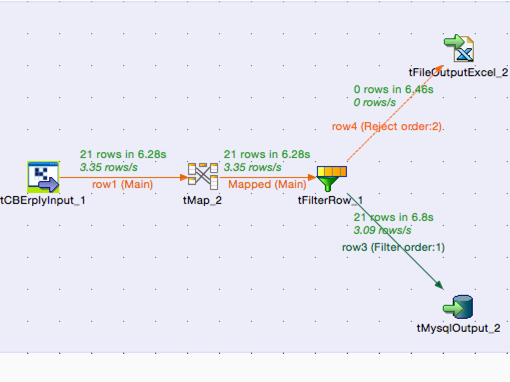 tFileOutputExcel_2
0 rows in 6.46s
0 rows/s
row4 (Reject order:2).
21 rows in 6.28s
3.35 rows/s
row1 (Main)
21 rows in 6.28s
3.35 rows/s
Mapped (Main)
tCBErplyInput_1
tMap_2
tFilterRow_1
21 rows in 6.8s
3.09 rows/s
row3 (Filter order:1)
tMysqlOutput_2